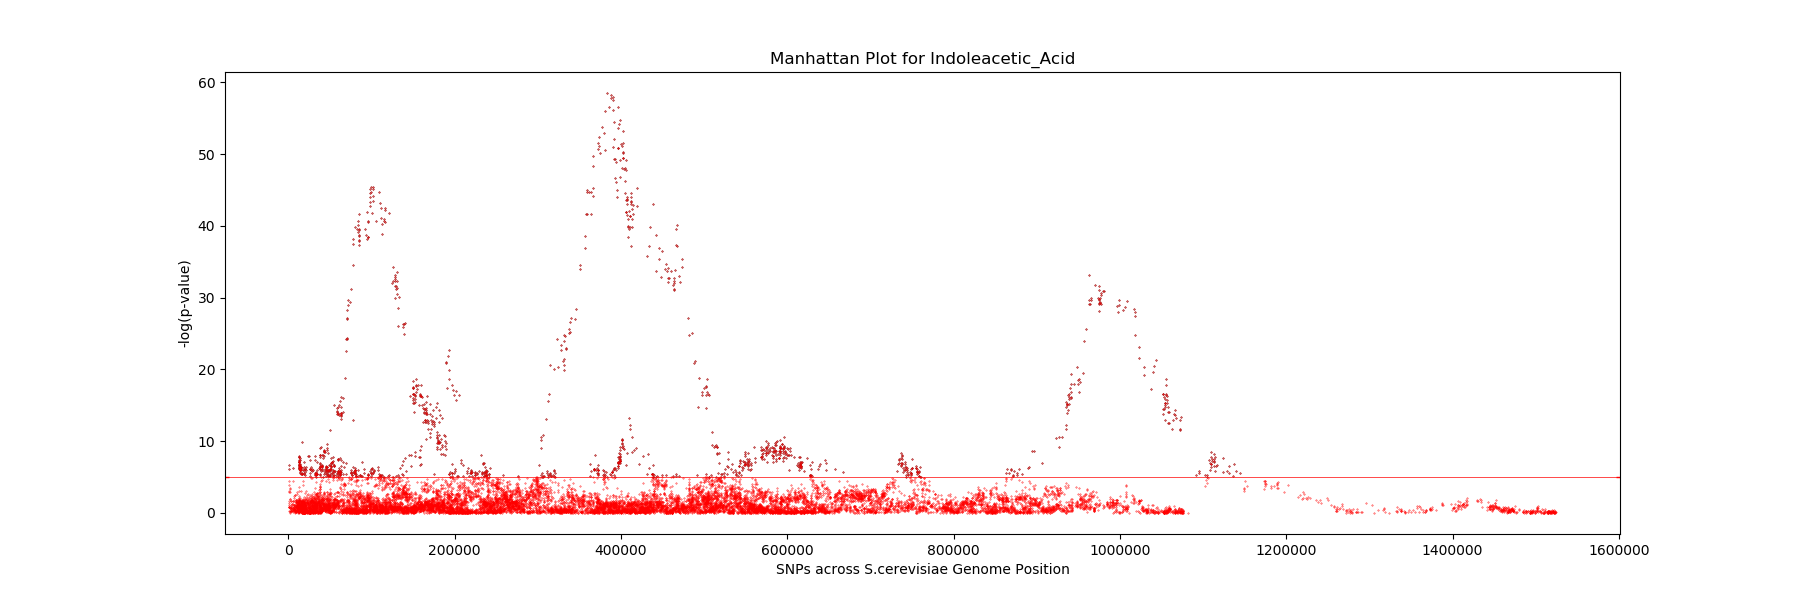 Manhattan Plot for Indoleacetic_Acid
60
50
40
30
20
10
0
-log(p-value)
0 200000 400000 600000 800000 1000000 1200000 1400000 1600000
SNPs across S.cerevisiae Genome Position